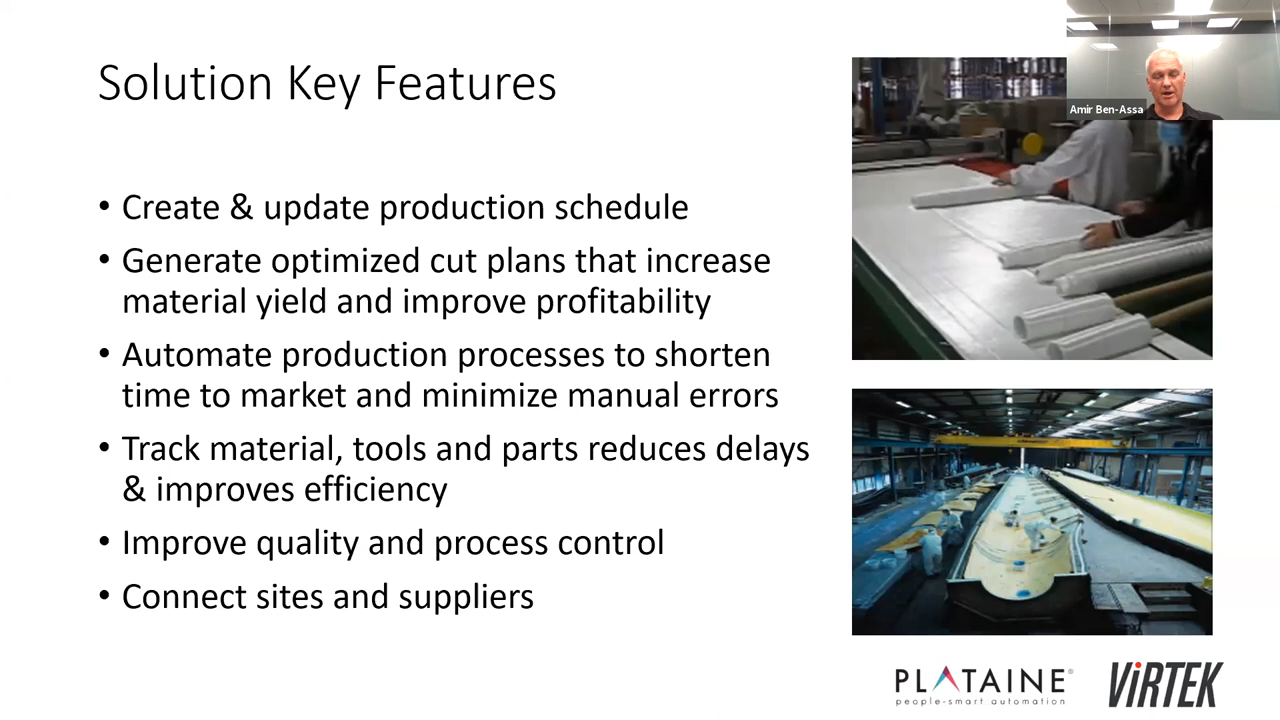 Solution Key Features
Amir Ben-Assa
• Create & update production schedule
• Generate optimized cut plans that increase
material yield and improve profitability
• Automate production processes to shorten
time to market and minimize manual errors
• Track material, tools and parts reduces delays
& improves efficiency
• Improve quality and process control
• Connect sites and suppliers
PLATAINE®
people-smart automation
ViRTEK